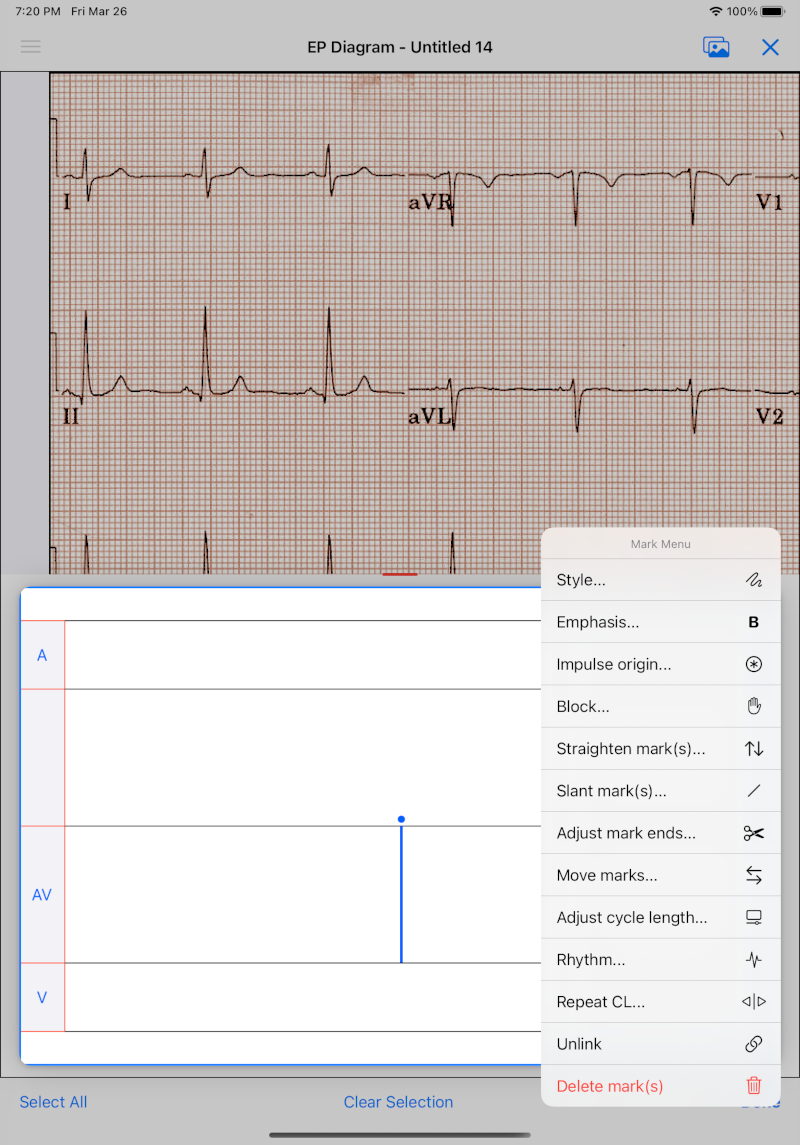 7:20 PM Fri Mar 26
100%
EP Diagram - Untitled 14
I
aVR
V1
II
aVL
V2
Mark Menu
Style...
Emphasis...
B
Impulse origin...
Block...
Straighten mark(s)...
Slant mark(s)...
Adjust mark ends...
Move marks...
Adjust cycle length...
Rhythm...
Repeat CL...
Unlink
Delete mark(s)
A
AV
V
Select All
Clear Selection